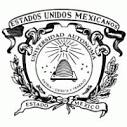 ESTADOS UNIDOS MEXICANOS
UNIVERSIDAD AUTONOMA
ESTADO
MEXICO